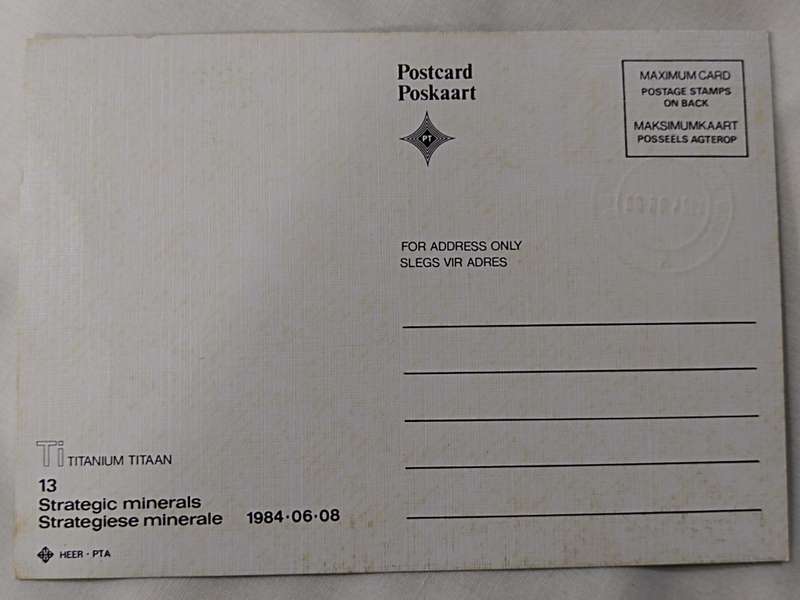 Postcard
Poskaart
PT
MAXIMUM CARD
POSTAGE STAMPS
ON BACK
MAKSIMUMKAART
POSSEELS AGTEROP
FOR ADDRESS ONLY
SLEGS VIR ADRES
Ti TITANIUM TITAAN
13
Strategic minerals
Strategiese minerale 1984·06·08
HEER · PTA